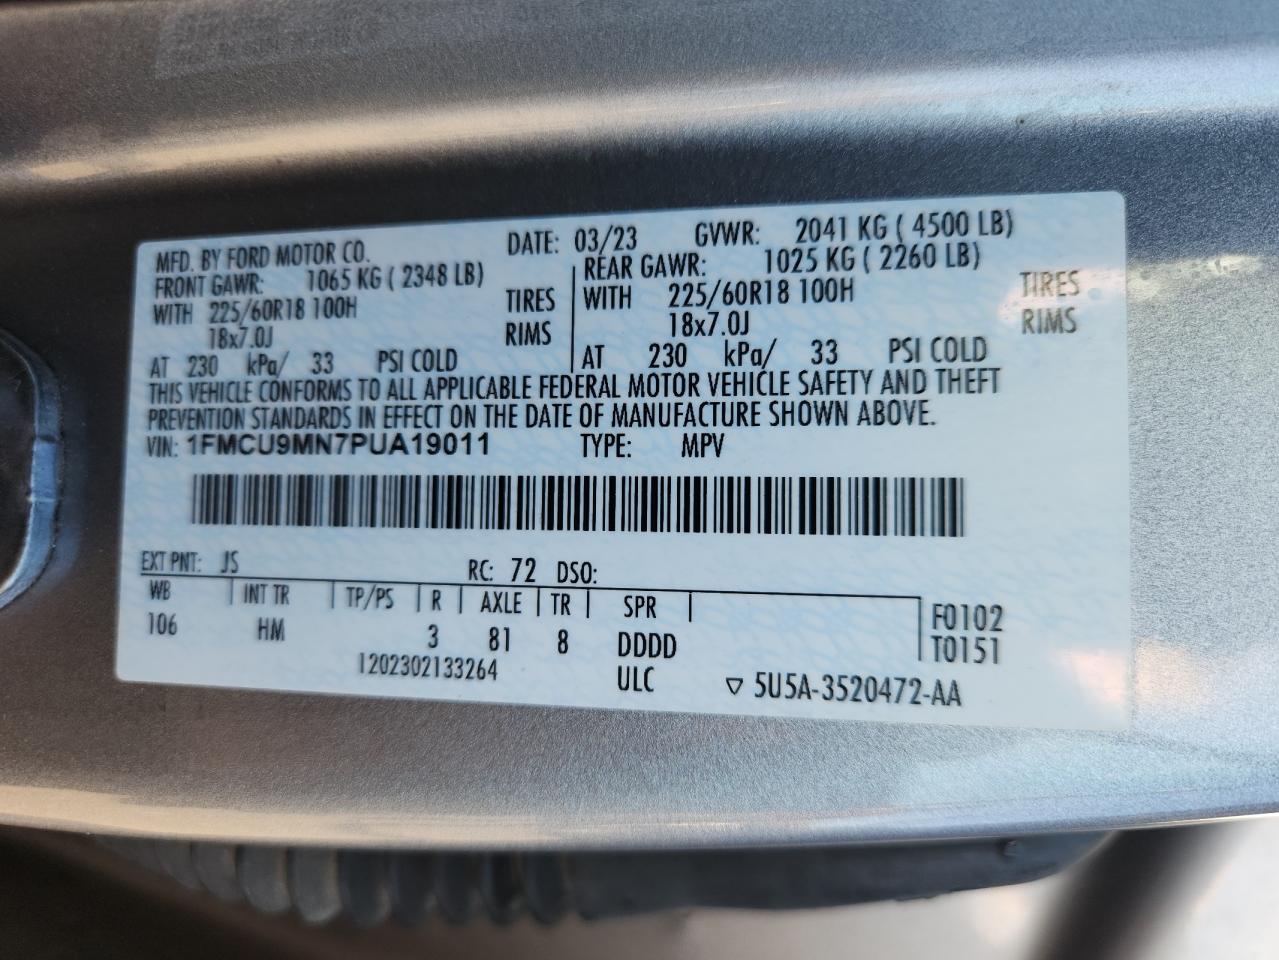 MFD. BY FORD MOTOR CO. DATE: 03/23 GVWR: 2041 KG ( 4500 LB)
FRONT GAWR: 1065 KG ( 2348 LB) REAR GAWR: 1025 KG ( 2260 LB)
WITH 225/60R18 100H TIRES WITH 225/60R18 100H TIRES
18x7.0J RIMS 18x7.0J RIMS
AT 230 kPa/ 33 PSI COLD AT 230 kPa/ 33 PSI COLD
THIS VEHICLE CONFORMS TO ALL APPLICABLE FEDERAL MOTOR VEHICLE SAFETY AND THEFT
PREVENTION STANDARDS IN EFFECT ON THE DATE OF MANUFACTURE SHOWN ABOVE.
VIN: 1FMCU9MN7PUA19011 TYPE: MPV
EXT PNT: JS RC: 72 DSO:
WB INT TR TP/PS R AXLE TR SPR F0102
106 HM 3 81 8 DDDD T0151
1202302133264 ULC ▽ 5U5A-3520472-AA